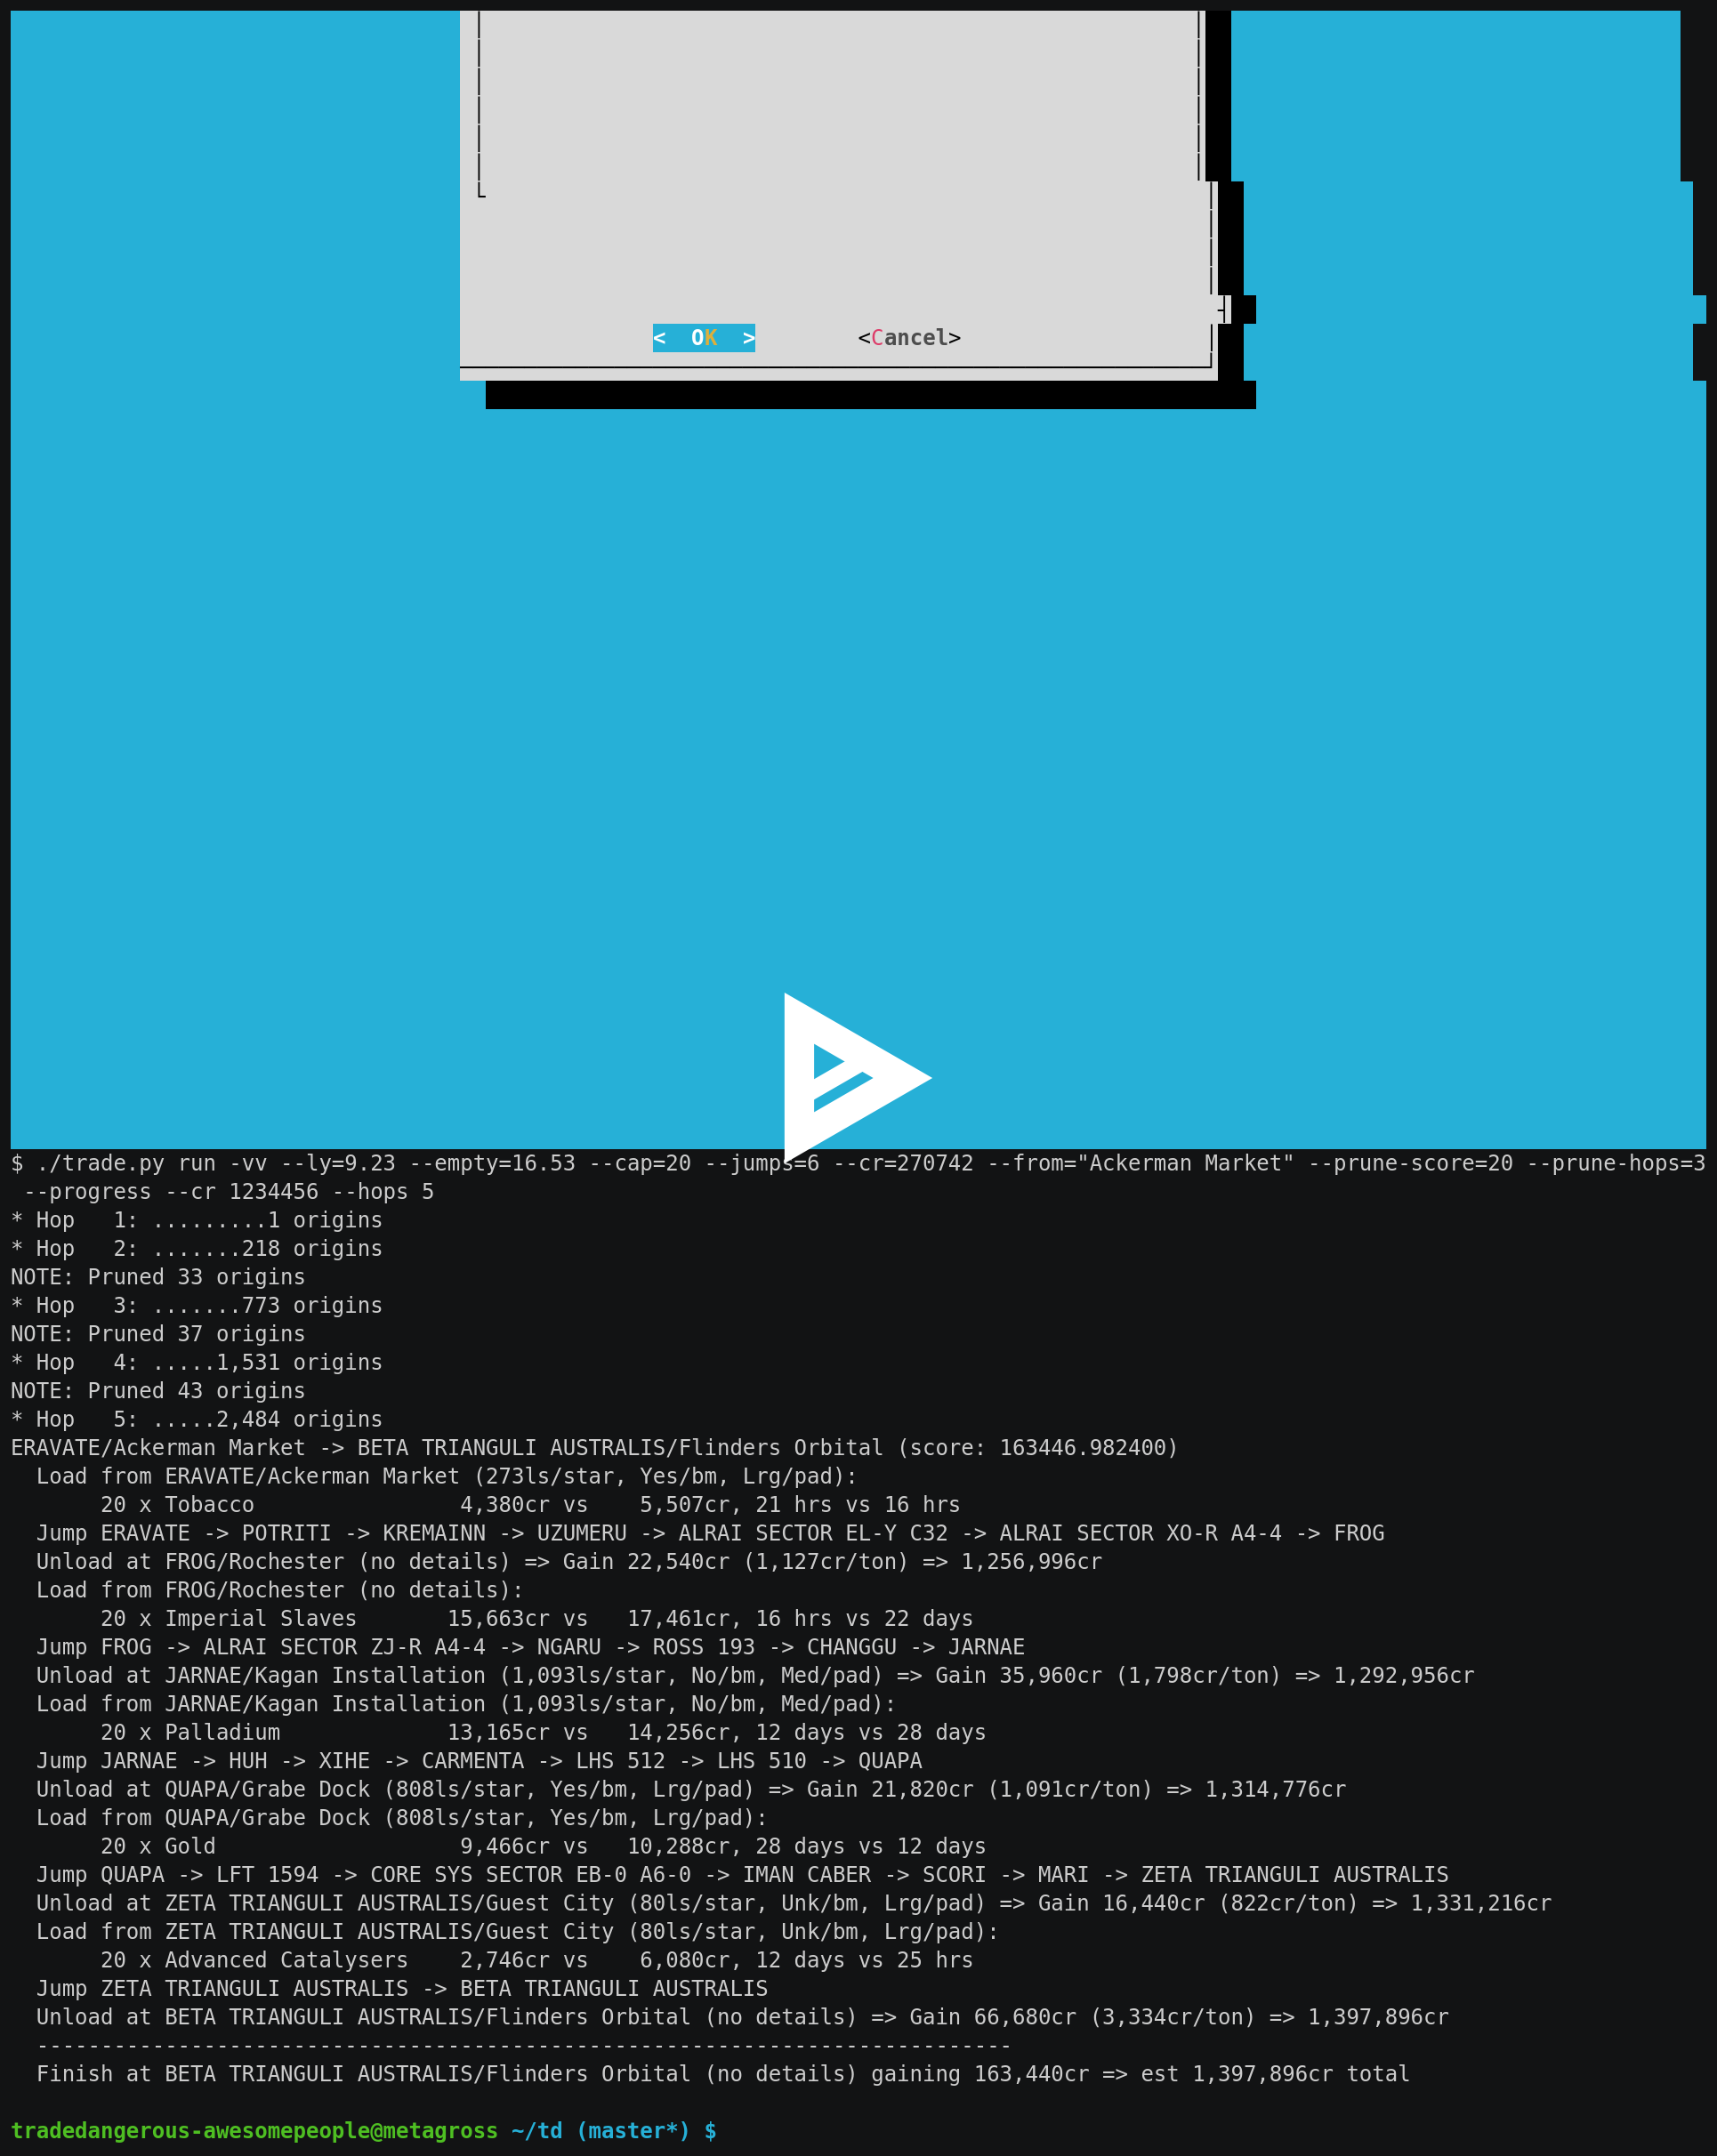 <  OK  >        <Cancel>
$ ./trade.py run -vv --ly=9.23 --empty=16.53 --cap=20 --jumps=6 --cr=270742 --from="Ackerman Market" --prune-score=20 --prune-hops=3
 --progress --cr 1234456 --hops 5
* Hop   1: .........1 origins
* Hop   2: .......218 origins
NOTE: Pruned 33 origins
* Hop   3: .......773 origins
NOTE: Pruned 37 origins
* Hop   4: .....1,531 origins
NOTE: Pruned 43 origins
* Hop   5: .....2,484 origins
ERAVATE/Ackerman Market -> BETA TRIANGULI AUSTRALIS/Flinders Orbital (score: 163446.982400)
  Load from ERAVATE/Ackerman Market (273ls/star, Yes/bm, Lrg/pad):
       20 x Tobacco                4,380cr vs    5,507cr, 21 hrs vs 16 hrs
  Jump ERAVATE -> POTRITI -> KREMAINN -> UZUMERU -> ALRAI SECTOR EL-Y C32 -> ALRAI SECTOR XO-R A4-4 -> FROG
  Unload at FROG/Rochester (no details) => Gain 22,540cr (1,127cr/ton) => 1,256,996cr
  Load from FROG/Rochester (no details):
       20 x Imperial Slaves       15,663cr vs   17,461cr, 16 hrs vs 22 days
  Jump FROG -> ALRAI SECTOR ZJ-R A4-4 -> NGARU -> ROSS 193 -> CHANGGU -> JARNAE
  Unload at JARNAE/Kagan Installation (1,093ls/star, No/bm, Med/pad) => Gain 35,960cr (1,798cr/ton) => 1,292,956cr
  Load from JARNAE/Kagan Installation (1,093ls/star, No/bm, Med/pad):
       20 x Palladium             13,165cr vs   14,256cr, 12 days vs 28 days
  Jump JARNAE -> HUH -> XIHE -> CARMENTA -> LHS 512 -> LHS 510 -> QUAPA
  Unload at QUAPA/Grabe Dock (808ls/star, Yes/bm, Lrg/pad) => Gain 21,820cr (1,091cr/ton) => 1,314,776cr
  Load from QUAPA/Grabe Dock (808ls/star, Yes/bm, Lrg/pad):
       20 x Gold                   9,466cr vs   10,288cr, 28 days vs 12 days
  Jump QUAPA -> LFT 1594 -> CORE SYS SECTOR EB-0 A6-0 -> IMAN CABER -> SCORI -> MARI -> ZETA TRIANGULI AUSTRALIS
  Unload at ZETA TRIANGULI AUSTRALIS/Guest City (80ls/star, Unk/bm, Lrg/pad) => Gain 16,440cr (822cr/ton) => 1,331,216cr
  Load from ZETA TRIANGULI AUSTRALIS/Guest City (80ls/star, Unk/bm, Lrg/pad):
       20 x Advanced Catalysers    2,746cr vs    6,080cr, 12 days vs 25 hrs
  Jump ZETA TRIANGULI AUSTRALIS -> BETA TRIANGULI AUSTRALIS
  Unload at BETA TRIANGULI AUSTRALIS/Flinders Orbital (no details) => Gain 66,680cr (3,334cr/ton) => 1,397,896cr
  ----------------------------------------------------------------------------
  Finish at BETA TRIANGULI AUSTRALIS/Flinders Orbital (no details) gaining 163,440cr => est 1,397,896cr total
tradedangerous-awesomepeople@metagross ~/td (master*) $